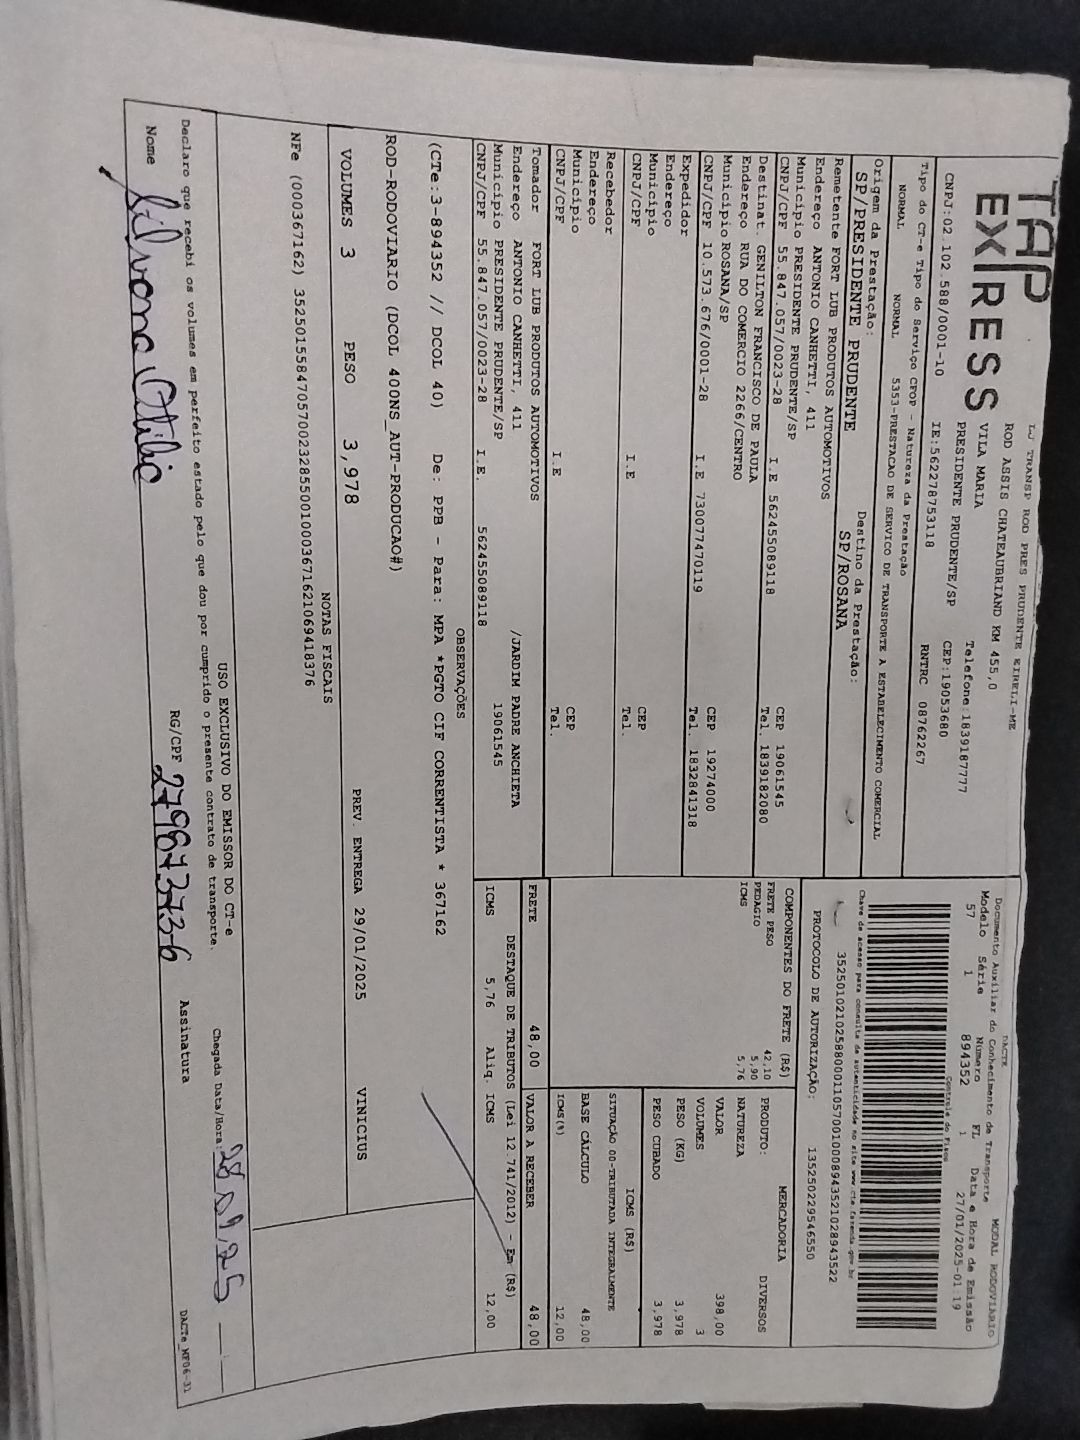 TAP EXPRESS
LJ TRANSP ROD PRES PRUDENTE EIRELI-ME
ROD ASSIS CHATEAUBRIAND KM 455,0
VILA MARIA Telefone:1839187777
PRESIDENTE PRUDENTE/SP CEP:19053680
CNPJ:02.102.588/0001-10 IE:562278753118 RNTRC 08762267
Tipo do CT-e Tipo do Serviço CFOP - Natureza da Prestação
NORMAL NORMAL 5353-PRESTACAO DE SERVICO DE TRANSPORTE A ESTABELECIMENTO COMERCIAL
Origem da Prestação: Destino da Prestação:
SP/PRESIDENTE PRUDENTE SP/ROSANA
Remetente FORT LUB PRODUTOS AUTOMOTIVOS
Endereço ANTONIO CANHETTI, 411
Municipio PRESIDENTE PRUDENTE/SP CEP 19061545
CNPJ/CPF 55.847.057/0023-28 I.E 562455089118 Tel. 1839182080
Destinat. GENILTON FRANCISCO DE PAULA
Endereço RUA DO COMERCIO 2266/CENTRO
Municipio ROSANA/SP CEP 19274000
CNPJ/CPF 10.573.676/0001-28 I.E 730077470119 Tel. 1832841318
Expedidor
Endereço
Municipio CEP
CNPJ/CPF I.E Tel.
Recebedor
Endereço
Municipio CEP
CNPJ/CPF I.E Tel.
Tomador FORT LUB PRODUTOS AUTOMOTIVOS
Endereço ANTONIO CANHETTI, 411 /JARDIM PADRE ANCHIETA
Municipio PRESIDENTE PRUDENTE/SP 19061545
CNPJ/CPF 55.847.057/0023-28 I.E. 562455089118
DACTE MODAL RODOVIÁRIO
Documento Auxiliar do Conhecimento de Transporte
Modelo Série Número FL Data e Hora de Emissão
57 1 894352 1 27/01/2025-01:19
Controle do Fisco
Chave de acesso para consulta de autenticidade no site www.cte.fazenda.gov.br
35250102102588000110570010008943521028943522
PROTOCOLO DE AUTORIZAÇÃO: 135250229546550
COMPONENTES DO FRETE (R$)
FRETE PESO 42,10
PEDAGIO 5,90
ICMS 5,76
MERCADORIA
PRODUTO: DIVERSOS
NATUREZA
VALOR 398,00
VOLUMES 3
PESO (KG) 3,978
PESO CUBADO 3,978
ICMS (R$)
SITUAÇÃO 00-TRIBUTADA INTEGRALMENTE
BASE CÁLCULO 48,00
ICMS(%) 12,00
FRETE 48,00 VALOR A RECEBER 48,00
DESTAQUE DE TRIBUTOS (Lei 12.741/2012) - Em (R$)
ICMS 5,76 Aliq. ICMS 12,00
OBSERVAÇÕES
(CTe.:3-894352 // DCOL 40) De: PPB - Para: MPA *PGTO CIF CORRENTISTA * 367162
ROD-RODOVIARIO (DCOL 400NS_AUT-PRODUCAO#)
VOLUMES 3 PESO 3,978 PREV. ENTREGA 29/01/2025 VINICIUS
NOTAS FISCAIS
NFe (000367162) 35250155847057002328550010003671621069418376
USO EXCLUSIVO DO EMISSOR DO CT-e
Declaro que recebi os volumes em perfeito estado pelo que dou por cumprido o presente contrato de transporte.
Chegada Data/Hora: 28 01 25
Nome Silvana RG/CPF 27987373-6 Assinatura
DACTe_MF06-31